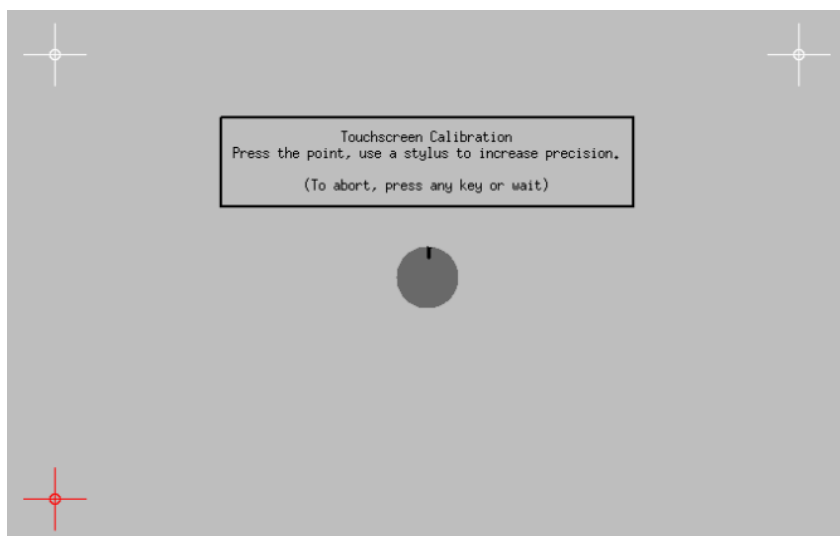 Touchscreen Calibration
Press the point, use a stylus to increase precision.
(To abort, press any key or wait)